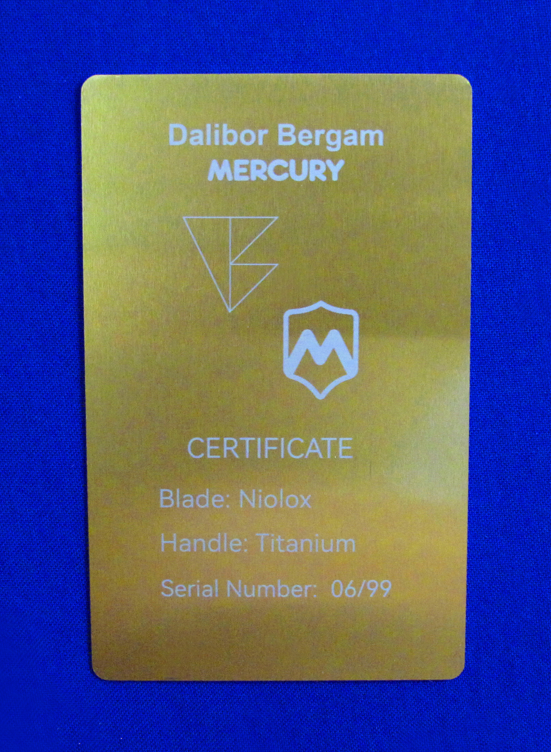 Dalibor Bergam
MERCURY
M
CERTIFICATE
Blade: Niolox
Handle: Titanium
Serial Number: 06/99